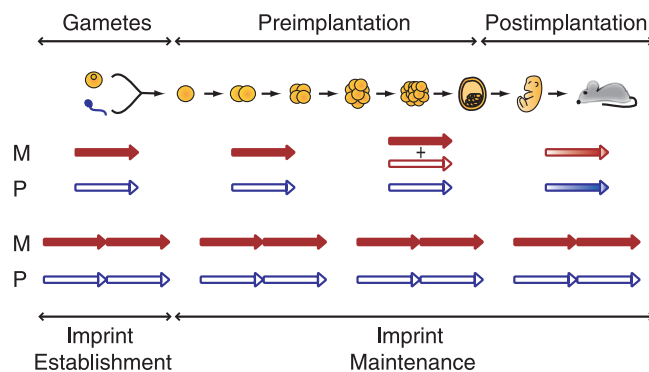 Gametes Preimplantation Postimplantation
M
+
P
M
P
Imprint Imprint
Establishment Maintenance